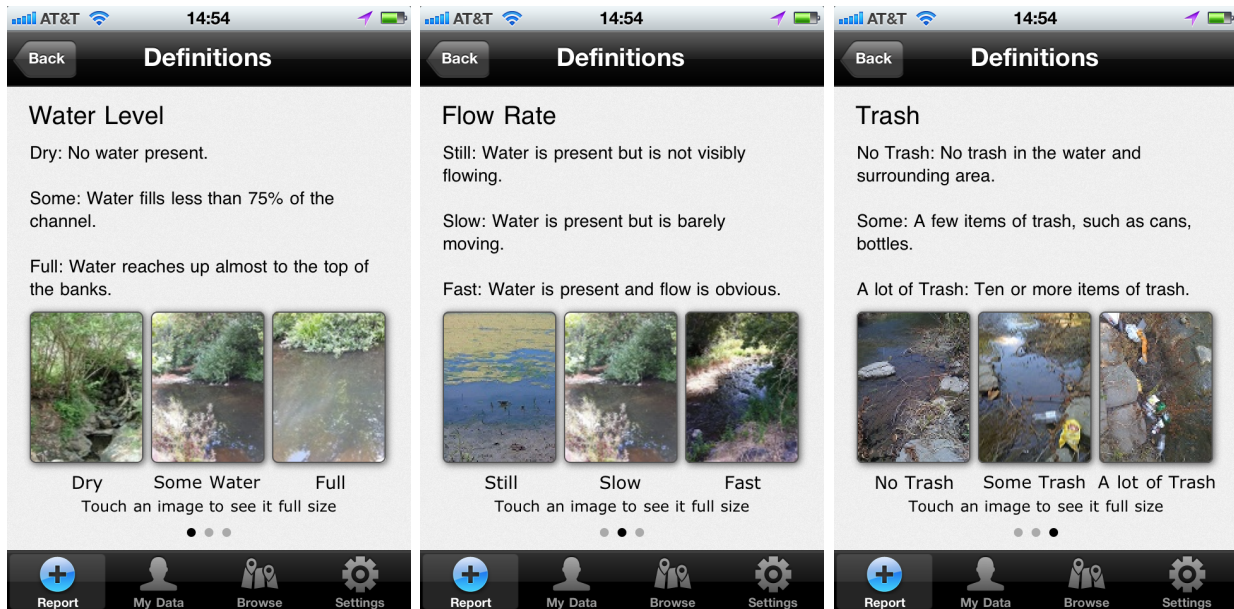 AT&T 14:54
Back Definitions
Water Level
Dry: No water present.
Some: Water fills less than 75% of the
channel.
Full: Water reaches up almost to the top of
the banks.
Dry Some Water Full
Touch an image to see it full size
Report My Data Browse Settings
AT&T 14:54
Back Definitions
Flow Rate
Still: Water is present but is not visibly
flowing.
Slow: Water is present but is barely
moving.
Fast: Water is present and flow is obvious.
Still Slow Fast
Touch an image to see it full size
Report My Data Browse Settings
AT&T 14:54
Back Definitions
Trash
No Trash: No trash in the water and
surrounding area.
Some: A few items of trash, such as cans,
bottles.
A lot of Trash: Ten or more items of trash.
No Trash Some Trash A lot of Trash
Touch an image to see it full size
Report My Data Browse Settings